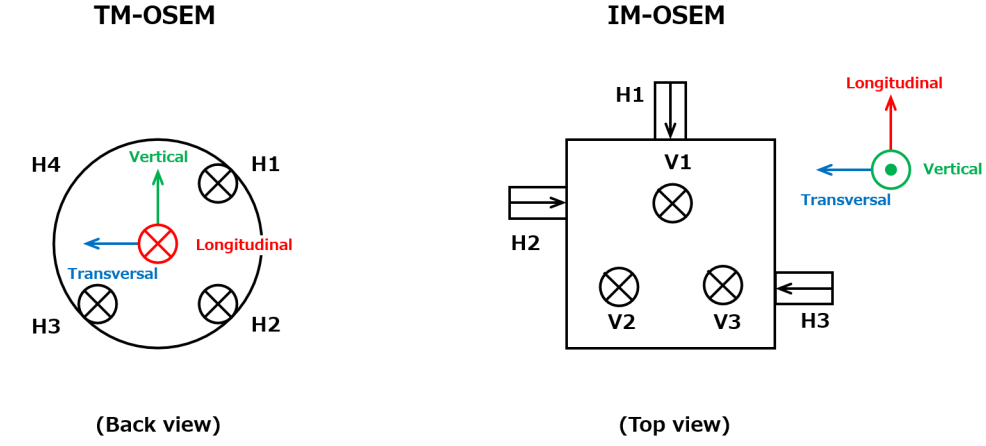 TM-OSEM
IM-OSEM
H4
Vertical
H1
Longitudinal
Transversal
H3
H2
(Back view)
H1
V1
H2
V2
V3
H3
Longitudinal
Vertical
Transversal
(Top view)